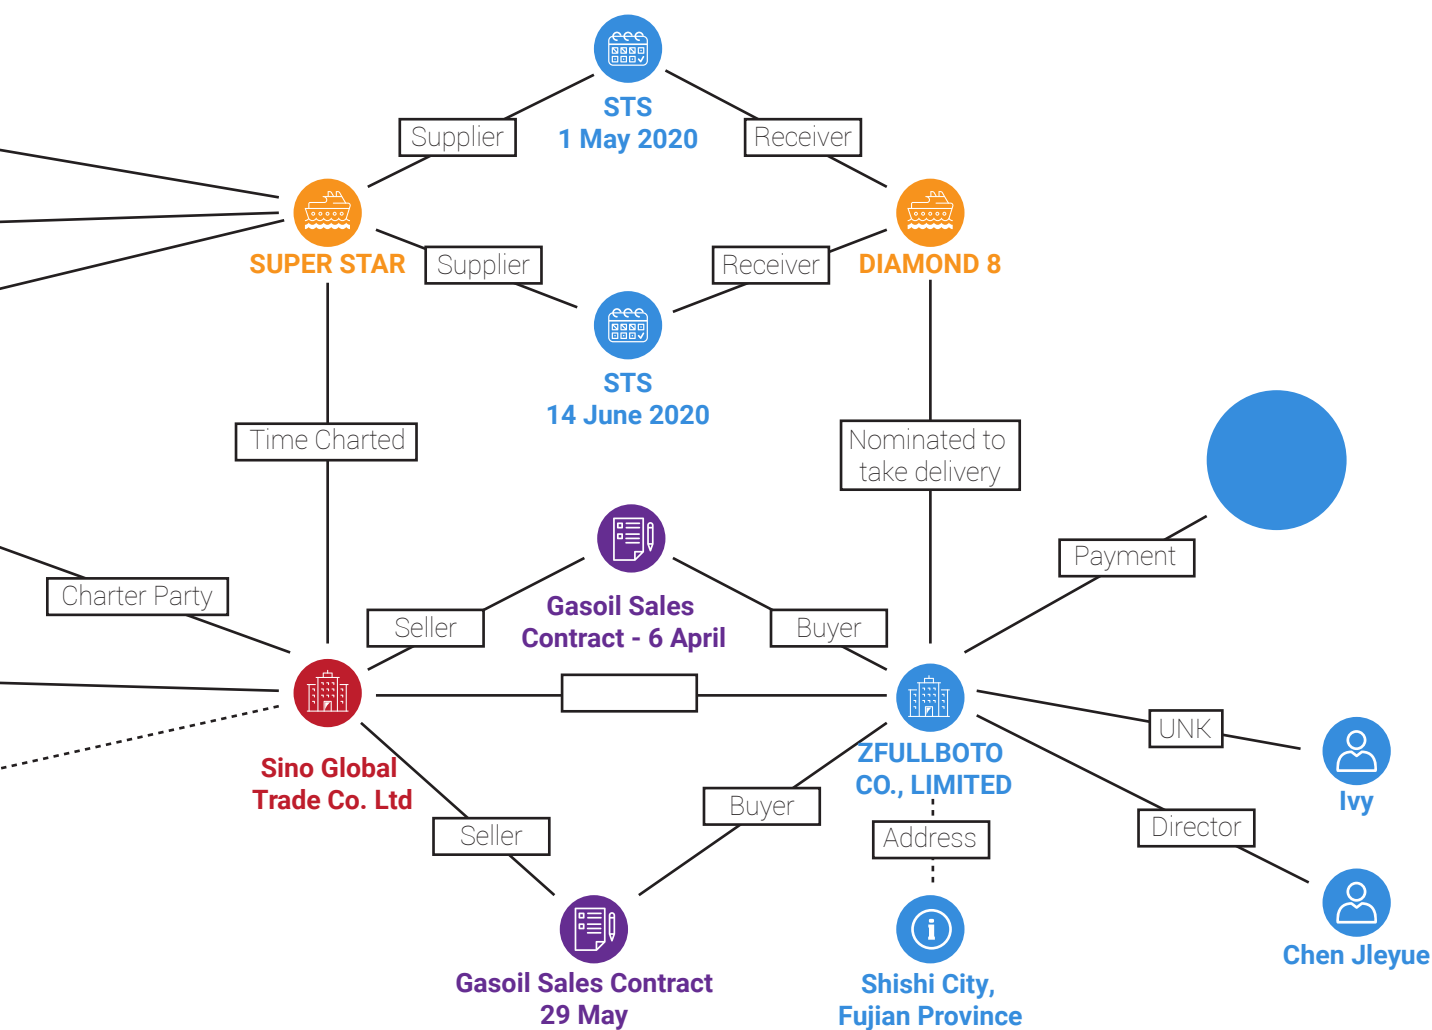 STS
1 May 2020
Supplier
Receiver
SUPER STAR
Supplier
Receiver
DIAMOND 8
STS
14 June 2020
Time Charted
Nominated to
take delivery
Payment
Charter Party
Seller
Gasoil Sales
Contract - 6 April
Buyer
UNK
Ivy
Sino Global
Trade Co. Ltd
ZFULLBOTO
CO., LIMITED
Seller
Buyer
Address
Director
Chen Jleyue
Gasoil Sales Contract
29 May
Shishi City,
Fujian Province